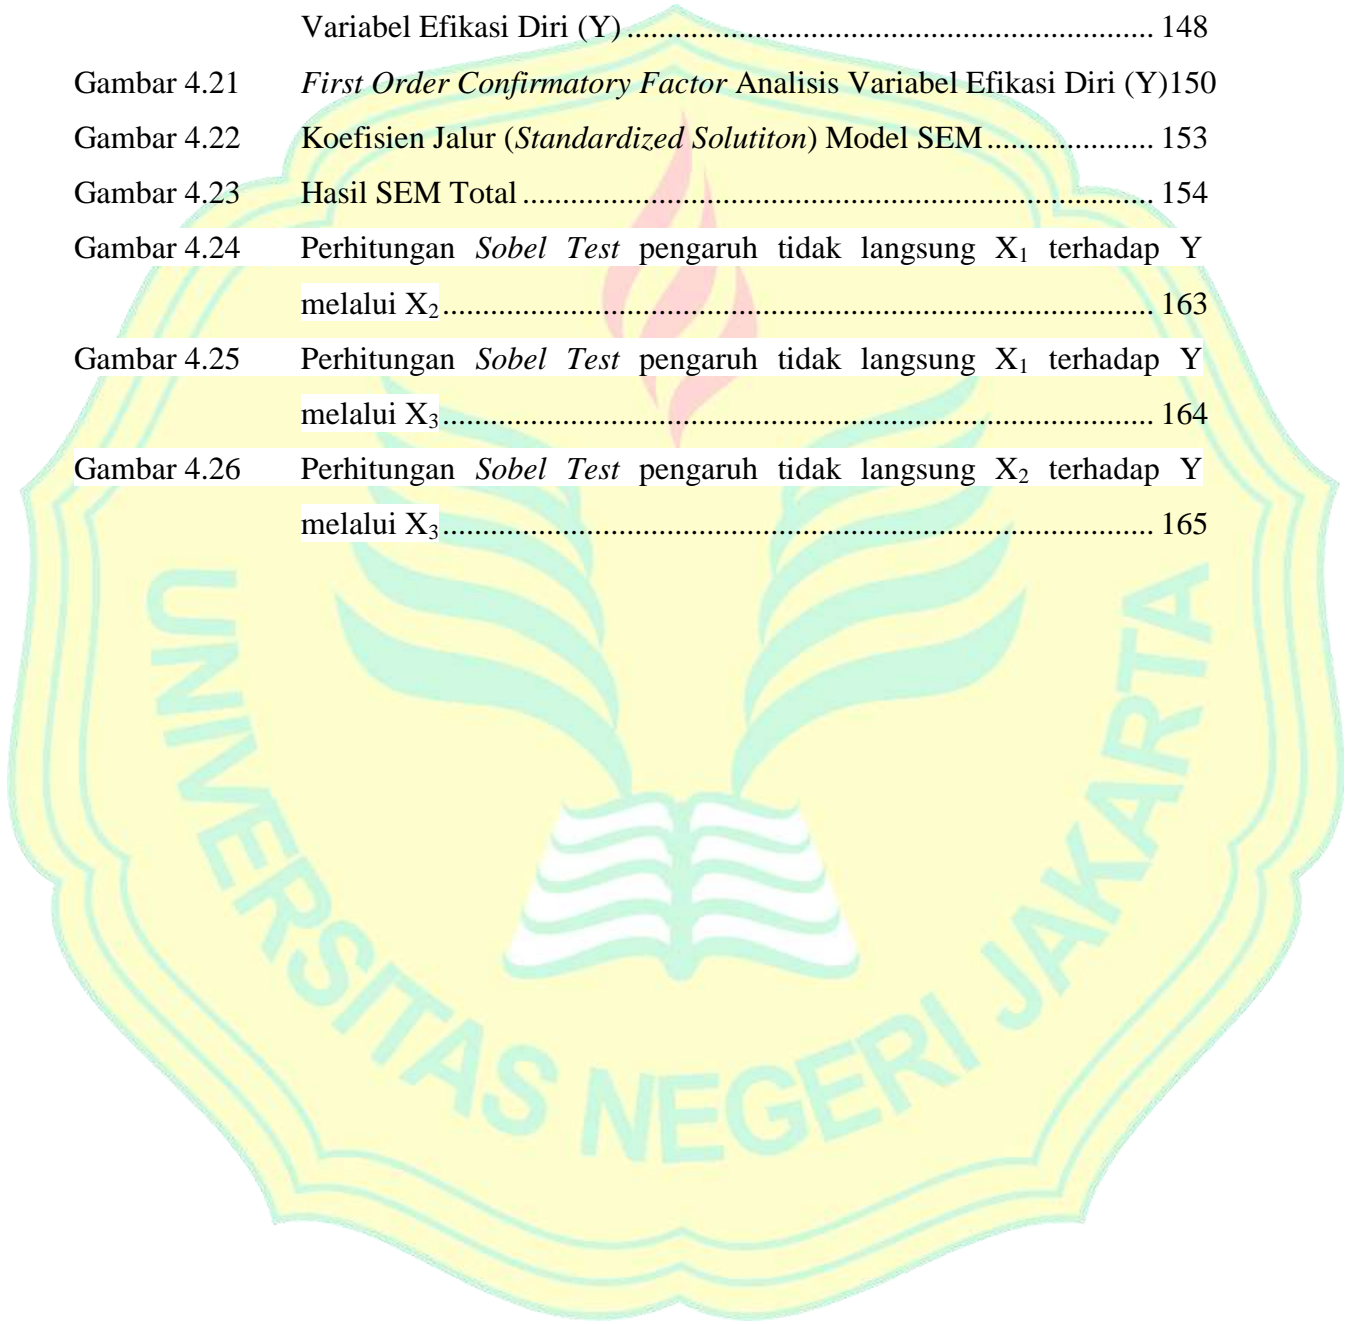 Variabel Efikasi Diri (Y) .................................................................. 148
Gambar 4.21 First Order Confirmatory Factor Analisis Variabel Efikasi Diri (Y)150
Gambar 4.22 Koefisien Jalur (Standardized Solutiton) Model SEM ..................... 153
Gambar 4.23 Hasil SEM Total ............................................................................... 154
Gambar 4.24 Perhitungan Sobel Test pengaruh tidak langsung X₁ terhadap Y
melalui X₂ ......................................................................................... 163
Gambar 4.25 Perhitungan Sobel Test pengaruh tidak langsung X₁ terhadap Y
melalui X₃ ......................................................................................... 164
Gambar 4.26 Perhitungan Sobel Test pengaruh tidak langsung X₂ terhadap Y
melalui X₃ ......................................................................................... 165
UNIVERSITAS NEGERI JAKARTA